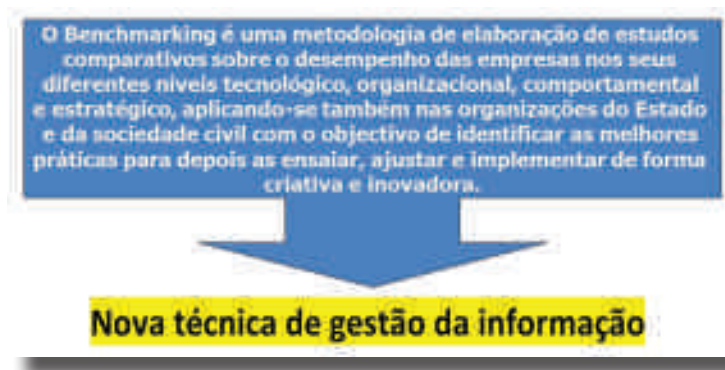 O Benchmarking é uma metodologia de elaboração de estudos
comparativos sobre o desempenho das empresas nos seus
diferentes níveis tecnológico, organizacional, comportamental
e estratégico, aplicando-se também nas organizações do Estado
e da sociedade civil com o objectivo de identificar as melhores
práticas para depois as ensaiar, ajustar e implementar de forma
criativa e inovadora.
Nova técnica de gestão da informação